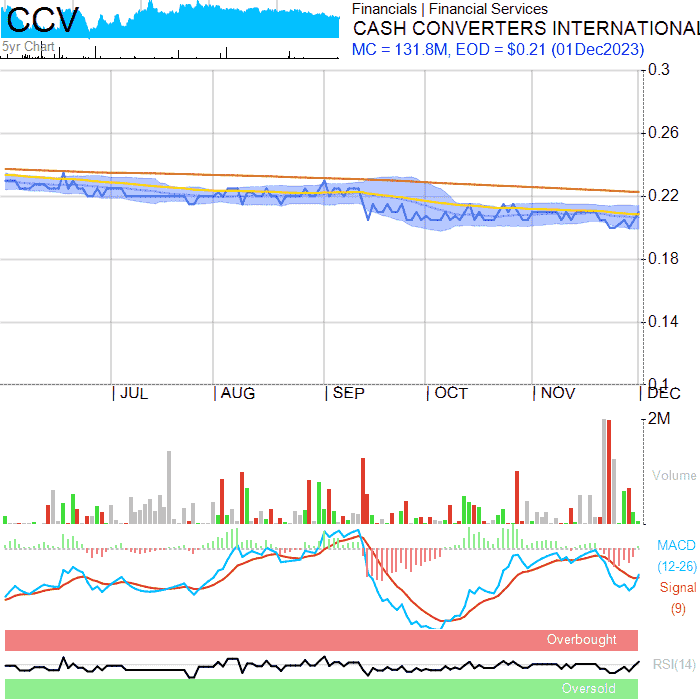 CCV
Financials | Financial Services
CASH CONVERTERS INTERNATIONAL
5yr Chart
MC = 131.8M, EOD = $0.21 (01Dec2023)
0.3
0.26
0.22
0.18
0.14
0.1
JUL AUG SEP OCT NOV DEC
2M
Volume
MACD
(12-26)
Signal
(9)
Overbought
RSI(14)
Oversold